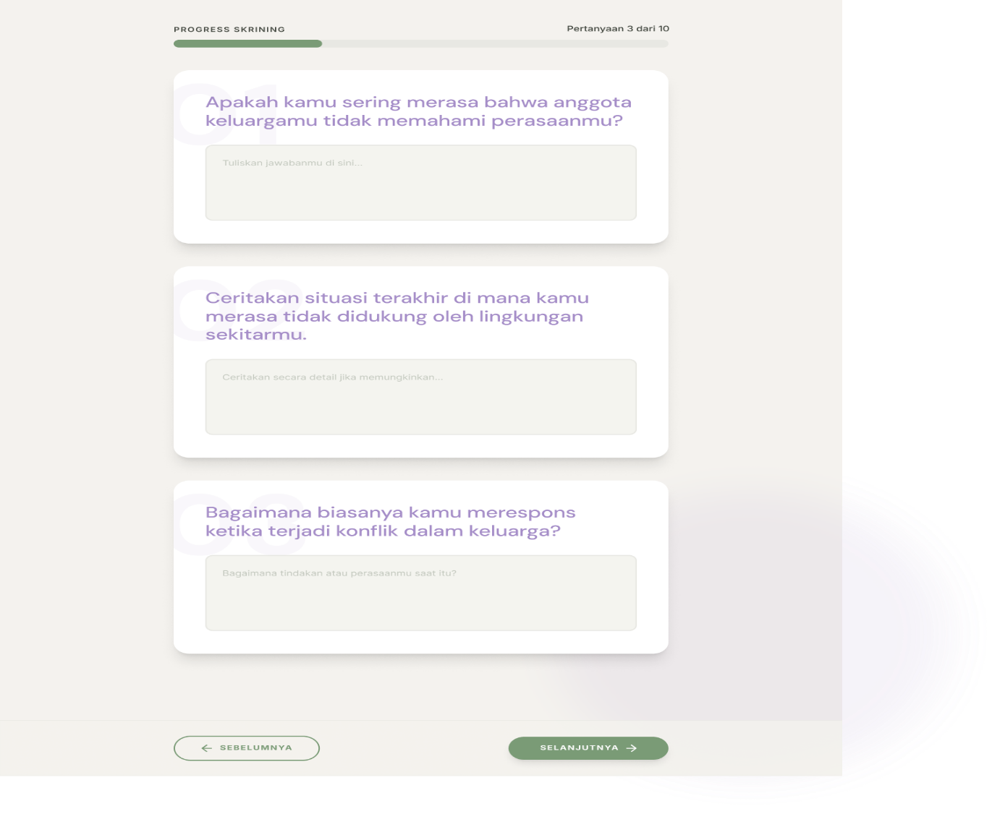 PROGRESS SKRINING
Pertanyaan 3 dari 10
01
Apakah kamu sering merasa bahwa anggota
keluargamu tidak memahami perasaanmu?
Tuliskan jawabanmu di sini...
02
Ceritakan situasi terakhir di mana kamu
merasa tidak didukung oleh lingkungan
sekitarmu.
Ceritakan secara detail jika memungkinkan...
03
Bagaimana biasanya kamu merespons
ketika terjadi konflik dalam keluarga?
Bagaimana tindakan atau perasaanmu saat itu?
← SEBELUMNYA
SELANJUTNYA →